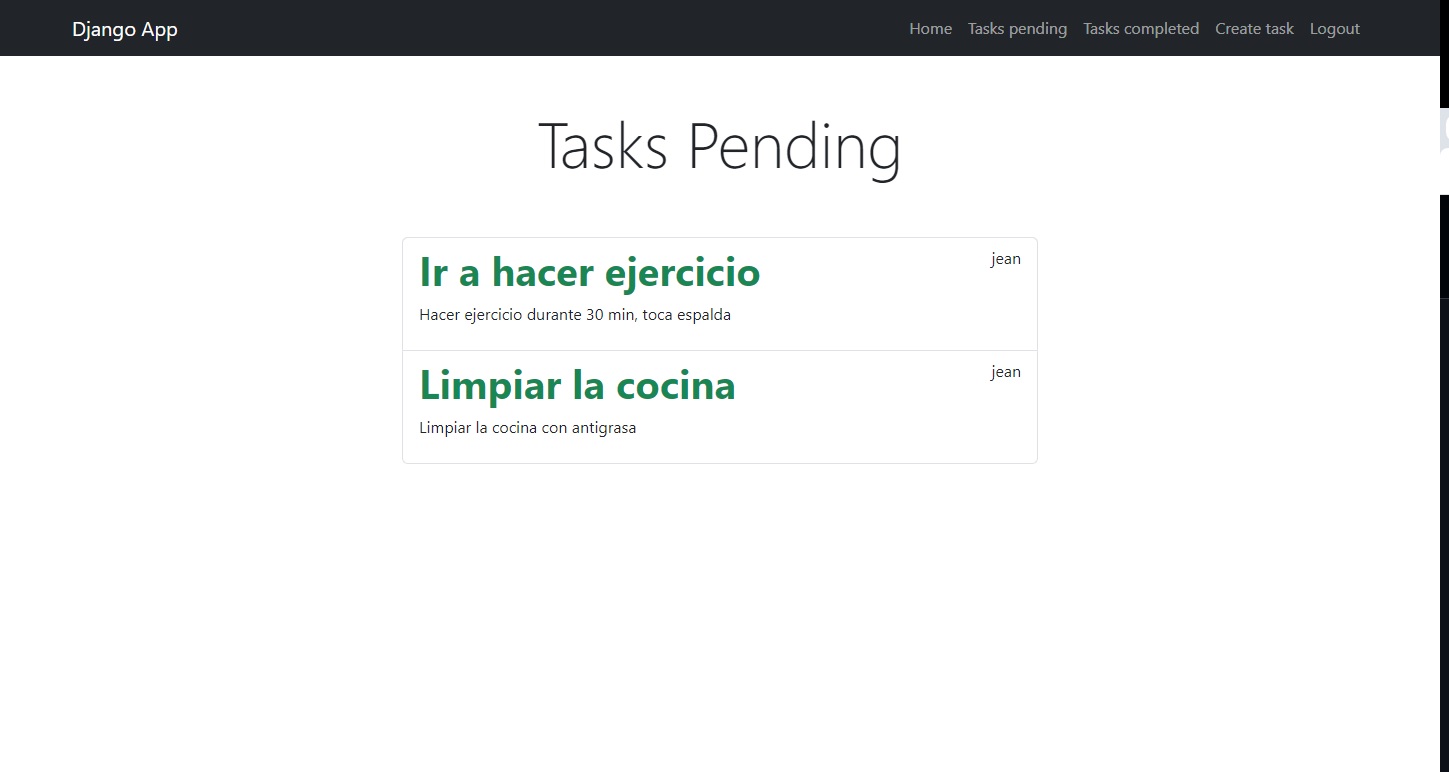 Django App
Home Tasks pending Tasks completed Create task Logout
Tasks Pending
Ir a hacer ejercicio
jean
Hacer ejercicio durante 30 min, toca espalda
Limpiar la cocina
jean
Limpiar la cocina con antigrasa